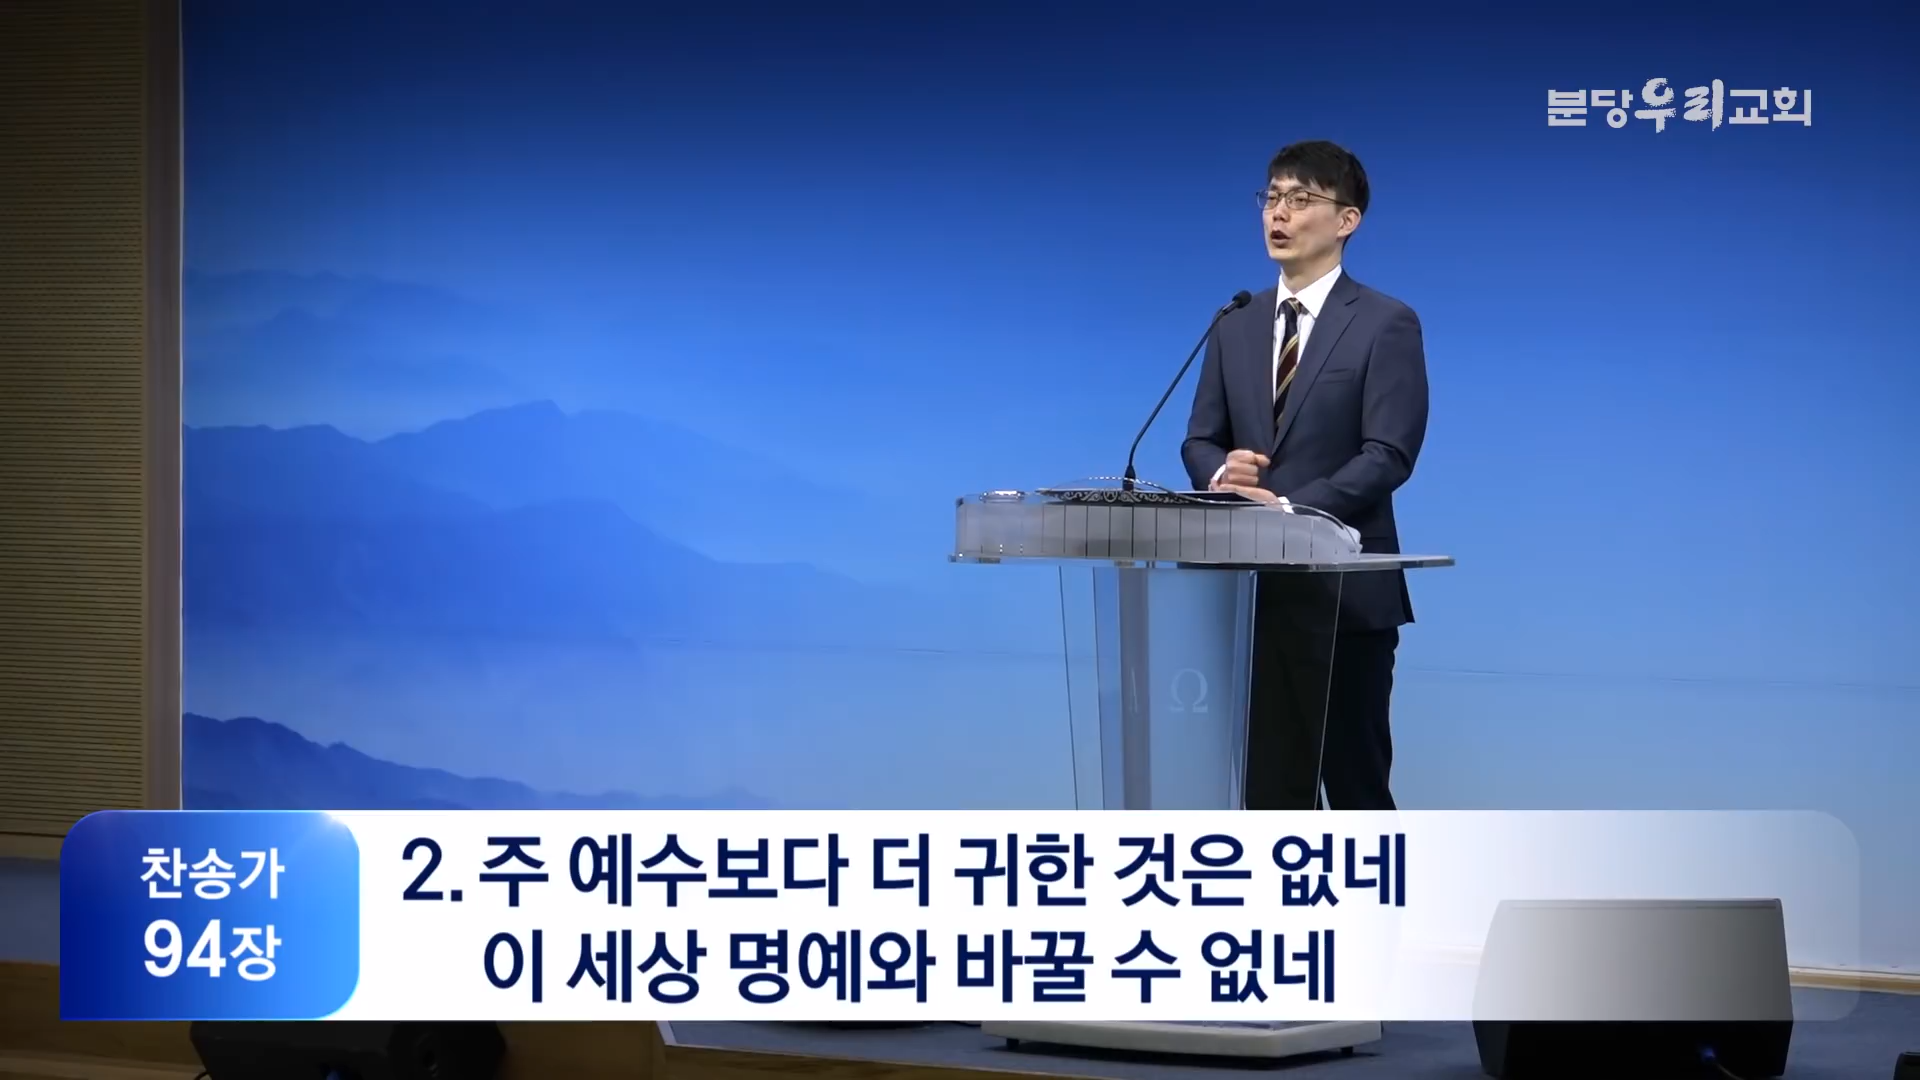 분당우리교회
Ω
찬송가
94장
2. 주 예수보다 더 귀한 것은 없네
이 세상 명예와 바꿀 수 없네